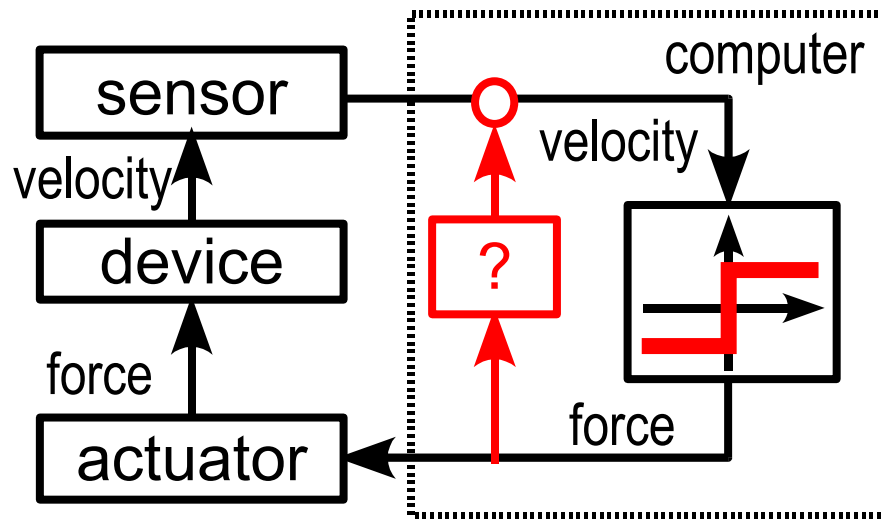 computer
sensor
velocity
velocity
device
?
force
force
actuator